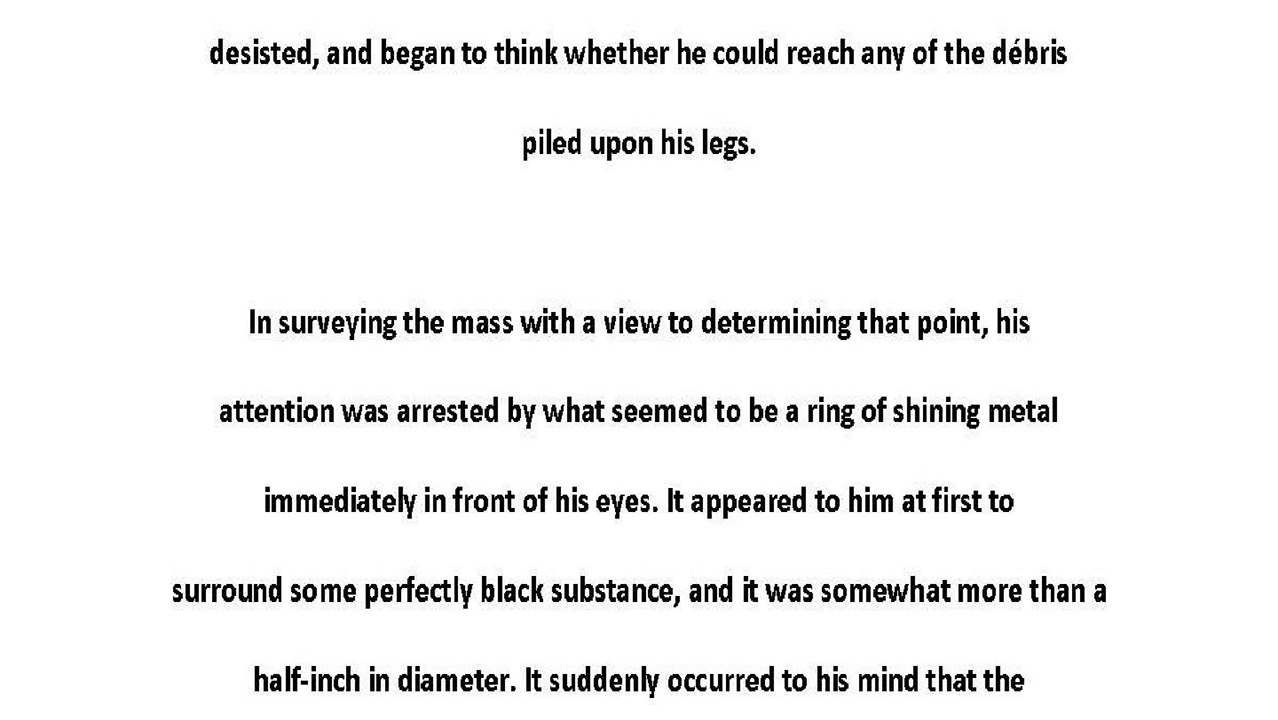 desisted, and began to think whether he could reach any of the débris
piled upon his legs.
In surveying the mass with a view to determining that point, his
attention was arrested by what seemed to be a ring of shining metal
immediately in front of his eyes. It appeared to him at first to
surround some perfectly black substance, and it was somewhat more than a
half-inch in diameter. It suddenly occurred to his mind that the